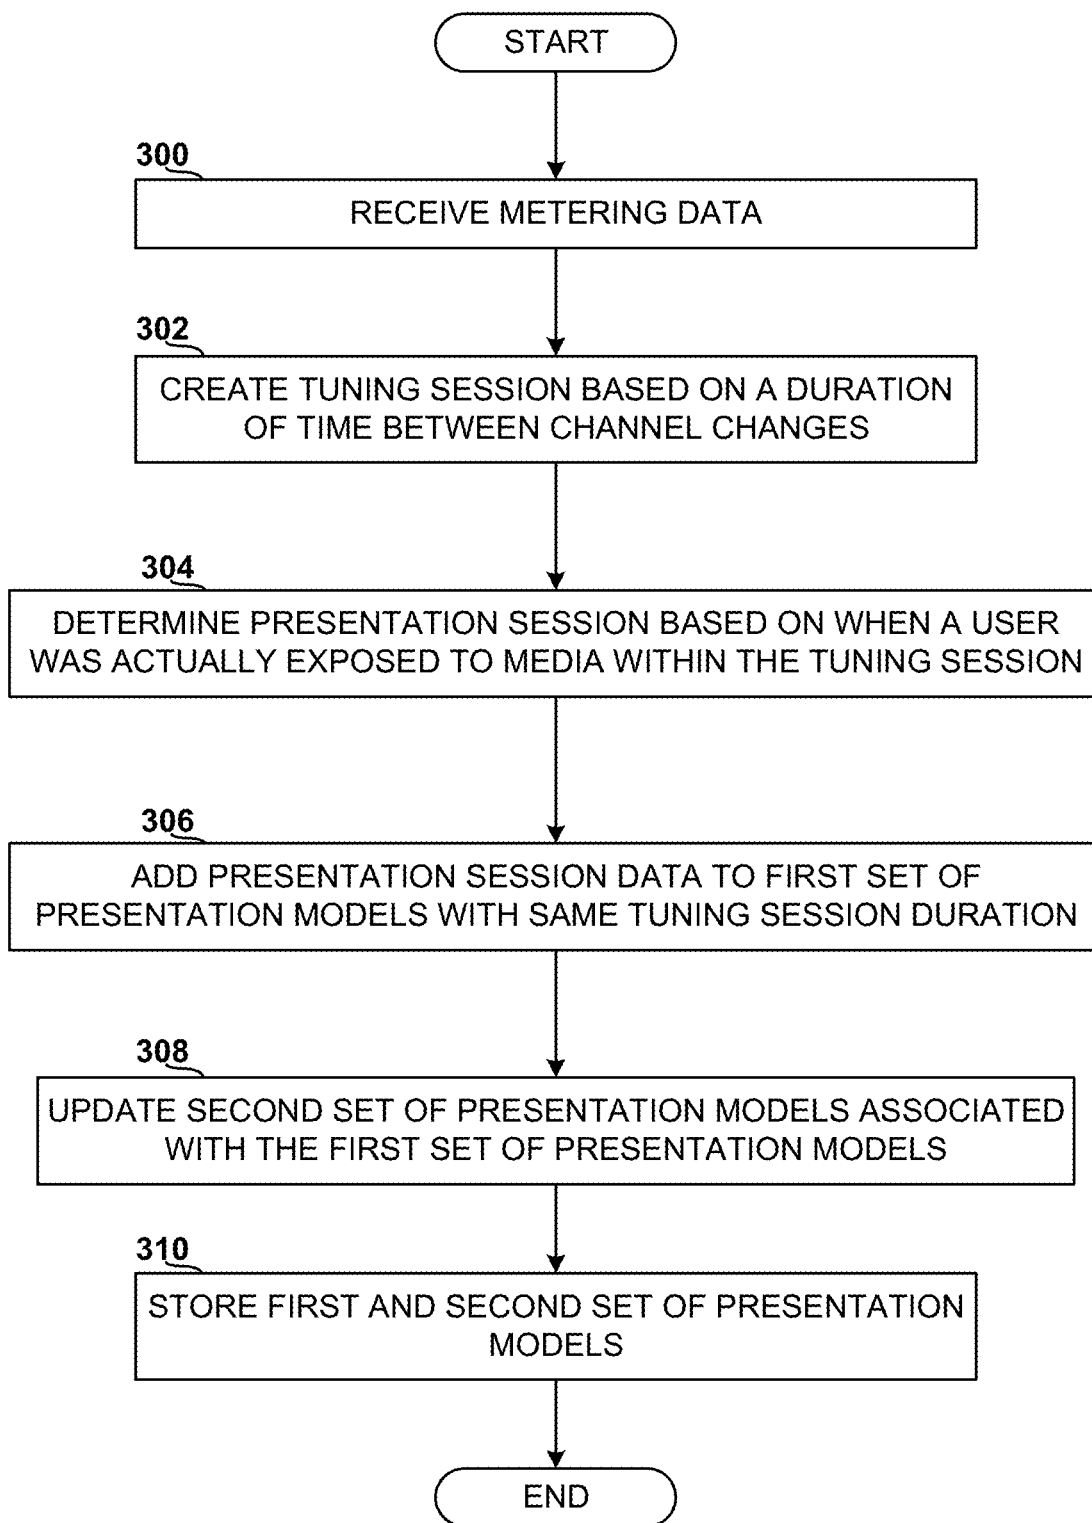 START
300
RECEIVE METERING DATA
302
CREATE TUNING SESSION BASED ON A DURATION
OF TIME BETWEEN CHANNEL CHANGES
304
DETERMINE PRESENTATION SESSION BASED ON WHEN A USER
WAS ACTUALLY EXPOSED TO MEDIA WITHIN THE TUNING SESSION
306
ADD PRESENTATION SESSION DATA TO FIRST SET OF
PRESENTATION MODELS WITH SAME TUNING SESSION DURATION
308
UPDATE SECOND SET OF PRESENTATION MODELS ASSOCIATED
WITH THE FIRST SET OF PRESENTATION MODELS
310
STORE FIRST AND SECOND SET OF PRESENTATION
MODELS
END